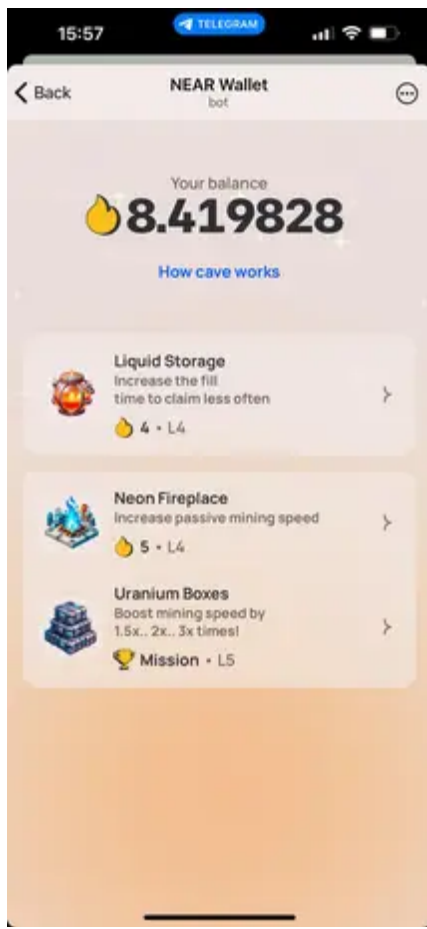 15:57
TELEGRAM
Back
NEAR Wallet
bot
Your balance
8.419828
How cave works
Liquid Storage
Increase the fill
time to claim less often
4 • L4
Neon Fireplace
Increase passive mining speed
5 • L4
Uranium Boxes
Boost mining speed by
1.5x.. 2x.. 3x times!
Mission • L5